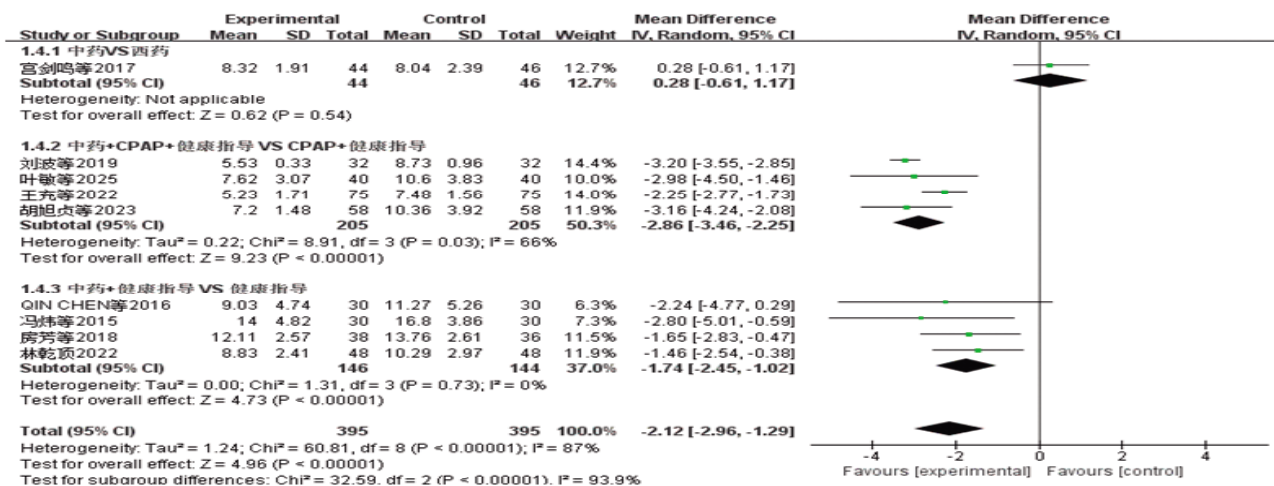 Experimental Control Mean Difference Mean Difference
Study or Subgroup Mean SD Total Mean SD Total Weight IV, Random, 95% CI IV, Random, 95% CI
1.4.1 中药VS西药
宫剑鸣等2017 8.32 1.91 44 8.04 2.39 46 12.7% 0.28 [-0.61, 1.17]
Subtotal (95% CI) 44 46 12.7% 0.28 [-0.61, 1.17]
Heterogeneity: Not applicable
Test for overall effect: Z = 0.62 (P = 0.54)
1.4.2 中药+CPAP+健康指导 VS CPAP+健康指导
刘波等2019 5.53 0.33 32 8.73 0.96 32 14.4% -3.20 [-3.55, -2.85]
叶敏等2025 7.62 3.07 40 10.6 3.83 40 10.0% -2.98 [-4.50, -1.46]
王充等2022 5.23 1.71 75 7.48 1.56 75 14.0% -2.25 [-2.77, -1.73]
胡旭贞等2023 7.2 1.48 58 10.36 3.92 58 11.9% -3.16 [-4.24, -2.08]
Subtotal (95% CI) 205 205 50.3% -2.86 [-3.46, -2.25]
Heterogeneity: Tau² = 0.22; Chi² = 8.91, df = 3 (P = 0.03); I² = 66%
Test for overall effect: Z = 9.23 (P < 0.00001)
1.4.3 中药+健康指导 VS 健康指导
QIN CHEN等2016 9.03 4.74 30 11.27 5.26 30 6.3% -2.24 [-4.77, 0.29]
冯炜等2015 14 4.82 30 16.8 3.86 30 7.3% -2.80 [-5.01, -0.59]
房芳等2018 12.11 2.57 38 13.76 2.61 36 11.5% -1.65 [-2.83, -0.47]
林乾顶2022 8.83 2.41 48 10.29 2.97 48 11.9% -1.46 [-2.54, -0.38]
Subtotal (95% CI) 146 144 37.0% -1.74 [-2.45, -1.02]
Heterogeneity: Tau² = 0.00; Chi² = 1.31, df = 3 (P = 0.73); I² = 0%
Test for overall effect: Z = 4.73 (P < 0.00001)
Total (95% CI) 395 395 100.0% -2.12 [-2.96, -1.29]
Heterogeneity: Tau² = 1.24; Chi² = 60.81, df = 8 (P < 0.00001); I² = 87%
Test for overall effect: Z = 4.96 (P < 0.00001)
Test for subgroup differences: Chi² = 32.59, df = 2 (P < 0.00001), I² = 93.9%
-4 -2 0 2 4
Favours [experimental] Favours [control]